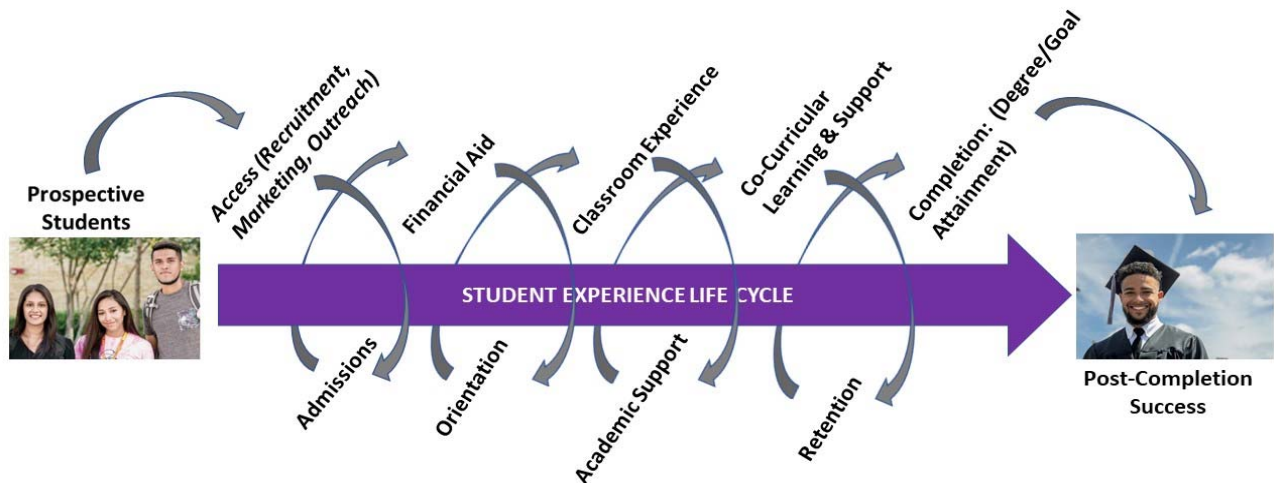 Prospective
Students
Access (Recruitment,
Marketing, Outreach)
Admissions
Financial Aid
Orientation
Classroom Experience
Academic Support
Co-Curricular
Learning & Support
Retention
Completion: (Degree/Goal
Attainment)
STUDENT EXPERIENCE LIFE CYCLE
Post-Completion
Success